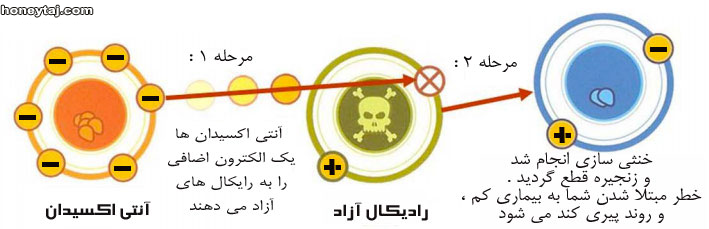 honeytaj.com
مرحله ۱ :
آنتی اکسیدان ها
یک الکترون اضافی
را به رایکال های
آزاد می دهند
آنتی اکسیدان
رادیکال آزاد
مرحله ۲ :
خنثی سازی انجام شد
و زنجیره قطع گردید .
خطر مبتلا شدن شما به بیماری کم ،
و روند پیری کند می شود